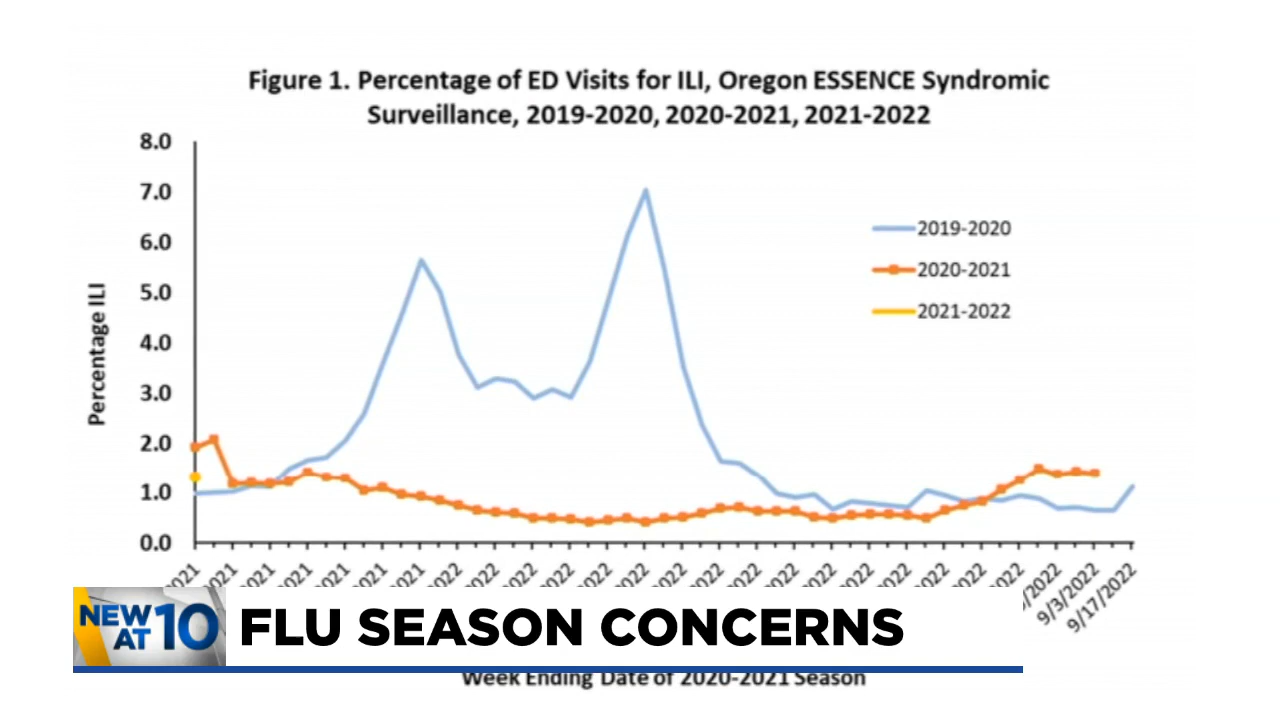 Figure 1. Percentage of ED Visits for ILI, Oregon ESSENCE Syndromic
Surveillance, 2019-2020, 2020-2021, 2021-2022
8.0
7.0
6.0
5.0
4.0
3.0
2.0
1.0
0.0
Percentage ILI
2019-2020
2020-2021
2021-2022
9/3/2022
9/17/2022
NEW
AT 10
FLU SEASON CONCERNS
Week Ending Date of 2020-2021 Season